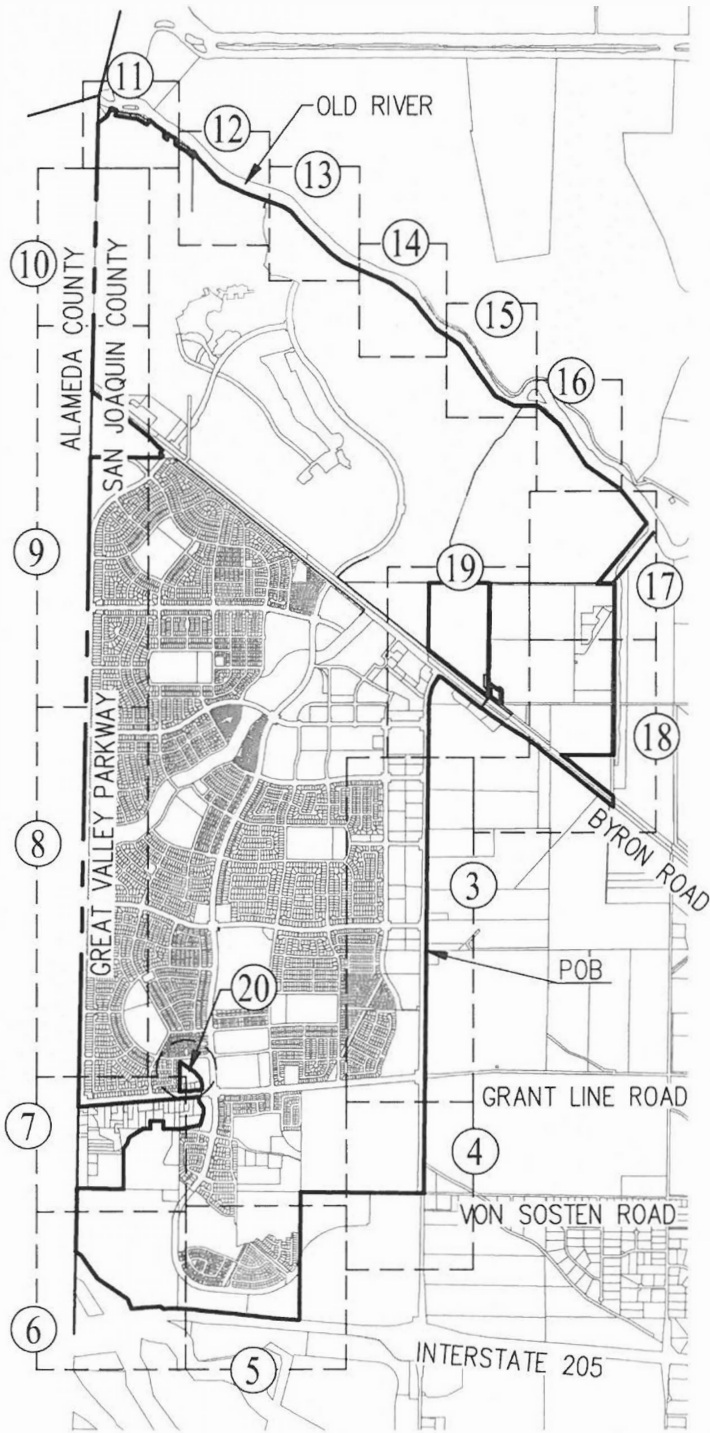 11
OLD RIVER
12
13
14
10
ALAMEDA COUNTY
SAN JOAQUIN COUNTY
15
16
9
19
17
GREAT VALLEY PARKWAY
18
8
BYRON ROAD
3
POB
20
GRANT LINE ROAD
7
4
VON SOSTEN ROAD
6
5
INTERSTATE 205